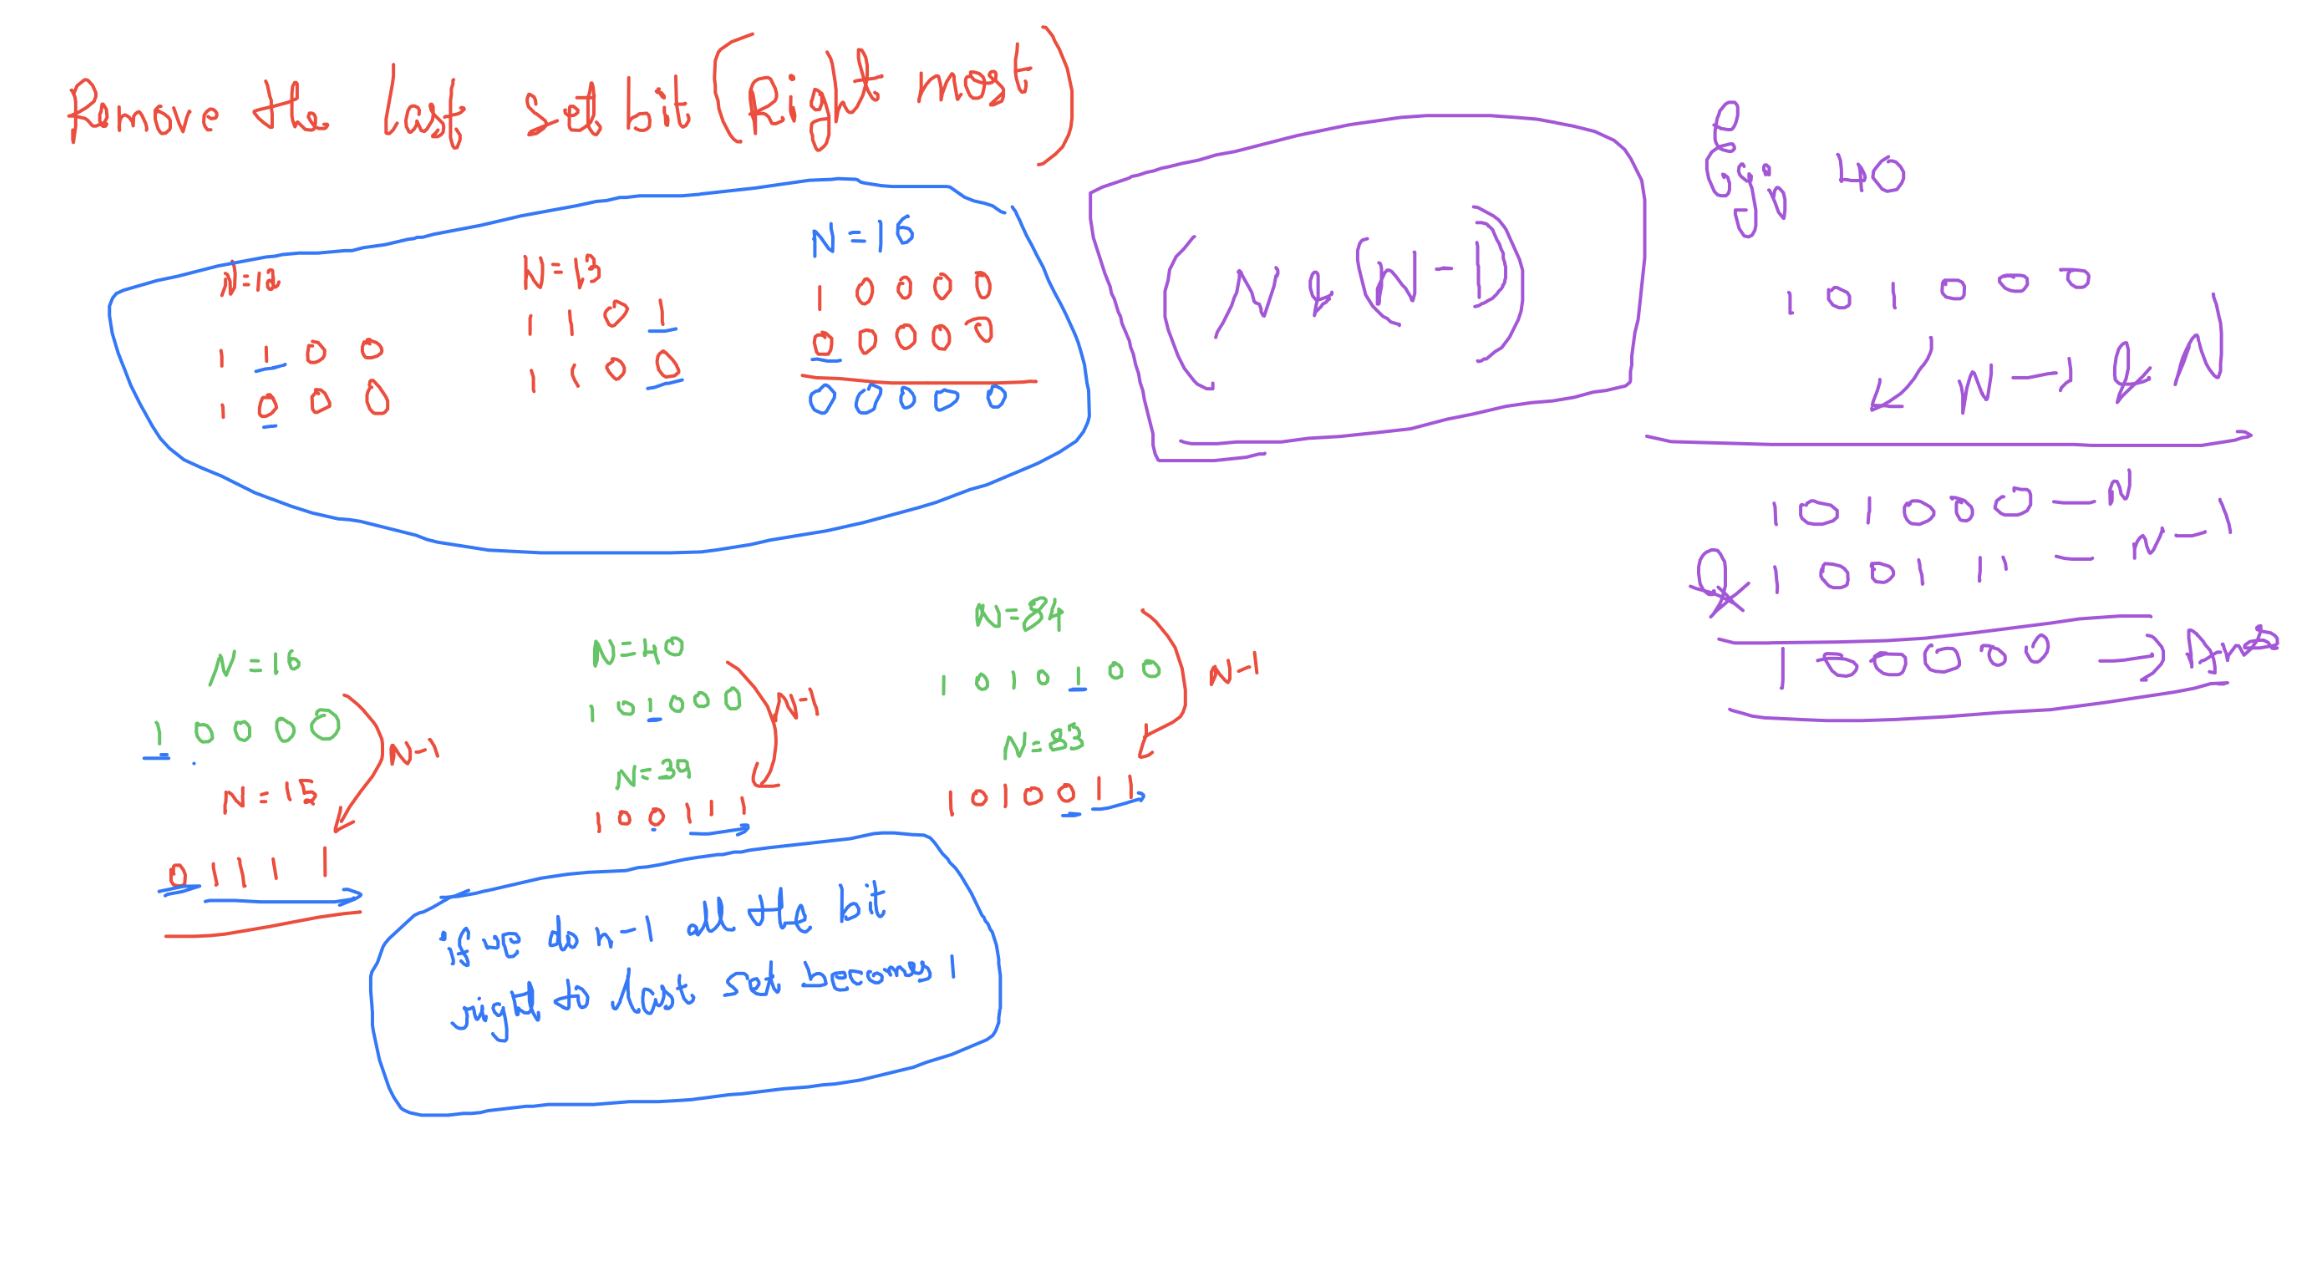 Remove the last set bit (Right most)
N=12
1 1 0 0
1 0 0 0
N=13
1 1 0 1
1 1 0 0
N=16
1 0 0 0 0
0 0 0 0 0
0 0 0 0 0
(N & (N-1))
40
1 0 1 0 0 0
N-1 & N
1 0 1 0 0 0 - N
& 1 0 0 1 1 1 - N-1
1 0 0 0 0 0 → Ans
N=16
1 0 0 0 0
N-1
N=15
0 1 1 1 1
N=40
1 0 1 0 0 0
N-1
N=39
1 0 0 1 1 1
N=84
1 0 1 0 1 0 0
N-1
N=83
1 0 1 0 0 1 1
if we do n-1 all the bit
right to last set becomes 1